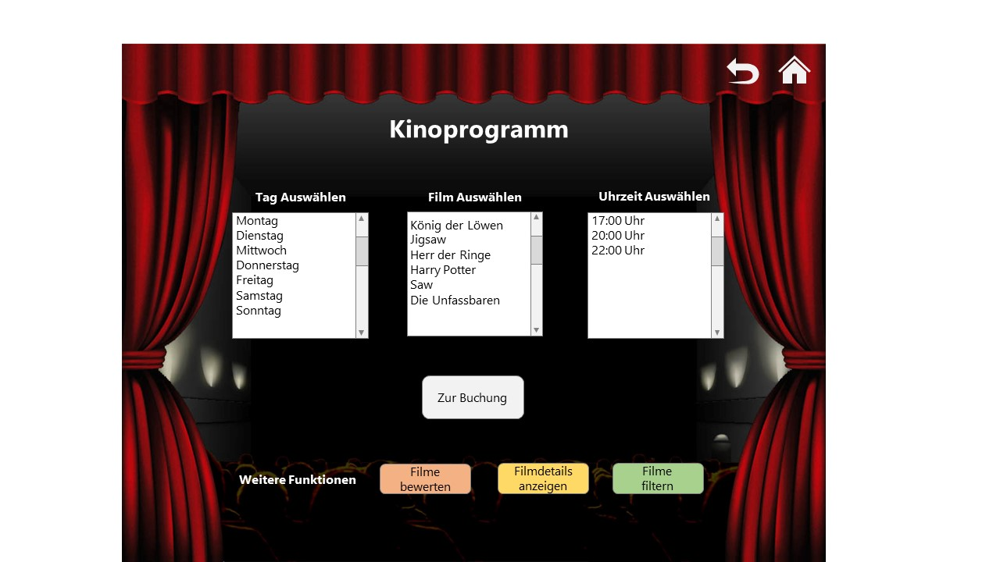 Kinoprogramm
Tag Auswählen
Montag
Dienstag
Mittwoch
Donnerstag
Freitag
Samstag
Sonntag
Film Auswählen
König der Löwen
Jigsaw
Herr der Ringe
Harry Potter
Saw
Die Unfassbaren
Uhrzeit Auswählen
17:00 Uhr
20:00 Uhr
22:00 Uhr
Zur Buchung
Weitere Funktionen
Filme
bewerten
Filmdetails
anzeigen
Filme
filtern